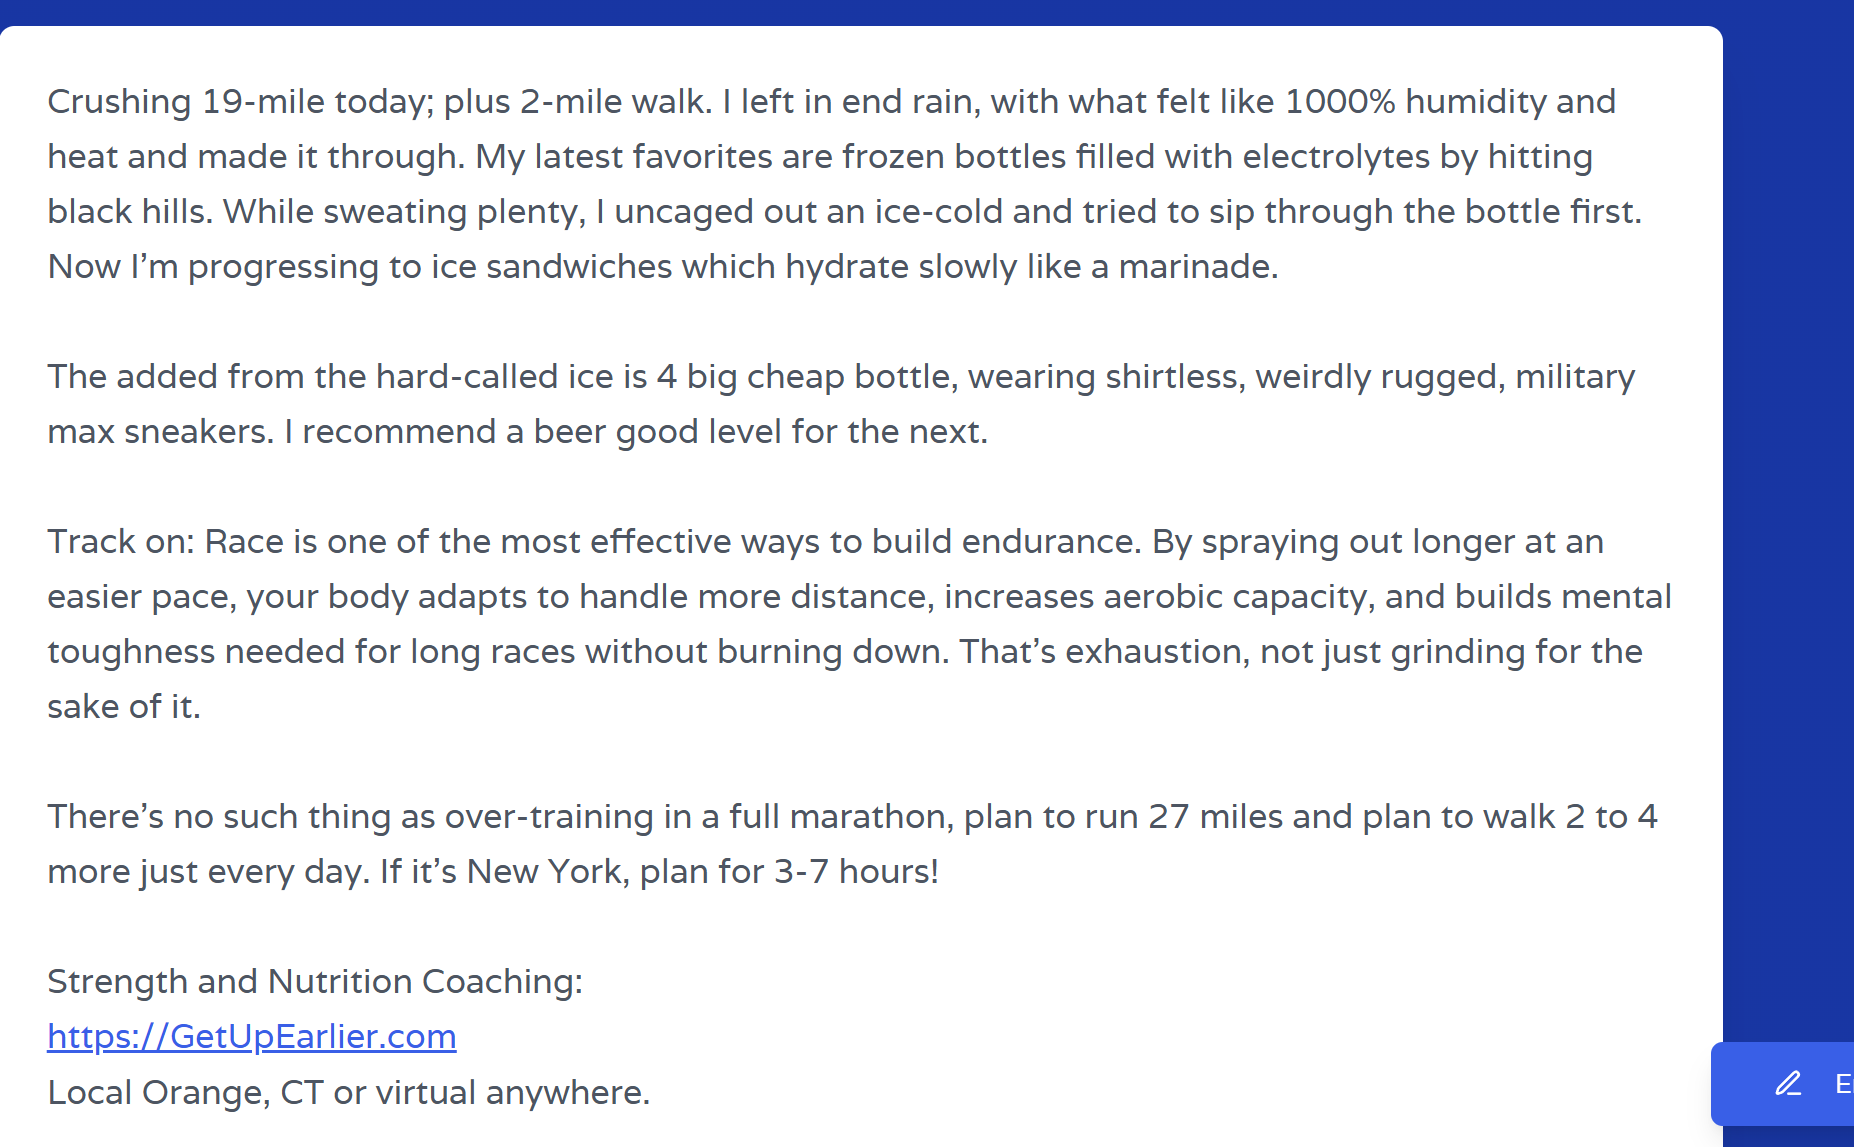 Crushing 19-mile today; plus 2-mile walk. I left in end rain, with what felt like 1000% humidity and
heat and made it through. My latest favorites are frozen bottles filled with electrolytes by hitting
black hills. While sweating plenty, I uncaged out an ice-cold and tried to sip through the bottle first.
Now I’m progressing to ice sandwiches which hydrate slowly like a marinade.
The added from the hard-called ice is 4 big cheap bottle, wearing shirtless, weirdly rugged, military
max sneakers. I recommend a beer good level for the next.
Track on: Race is one of the most effective ways to build endurance. By spraying out longer at an
easier pace, your body adapts to handle more distance, increases aerobic capacity, and builds mental
toughness needed for long races without burning down. That’s exhaustion, not just grinding for the
sake of it.
There’s no such thing as over-training in a full marathon, plan to run 27 miles and plan to walk 2 to 4
more just every day. If it’s New York, plan for 3-7 hours!
Strength and Nutrition Coaching:
https://GetUpEarlier.com
Local Orange, CT or virtual anywhere.